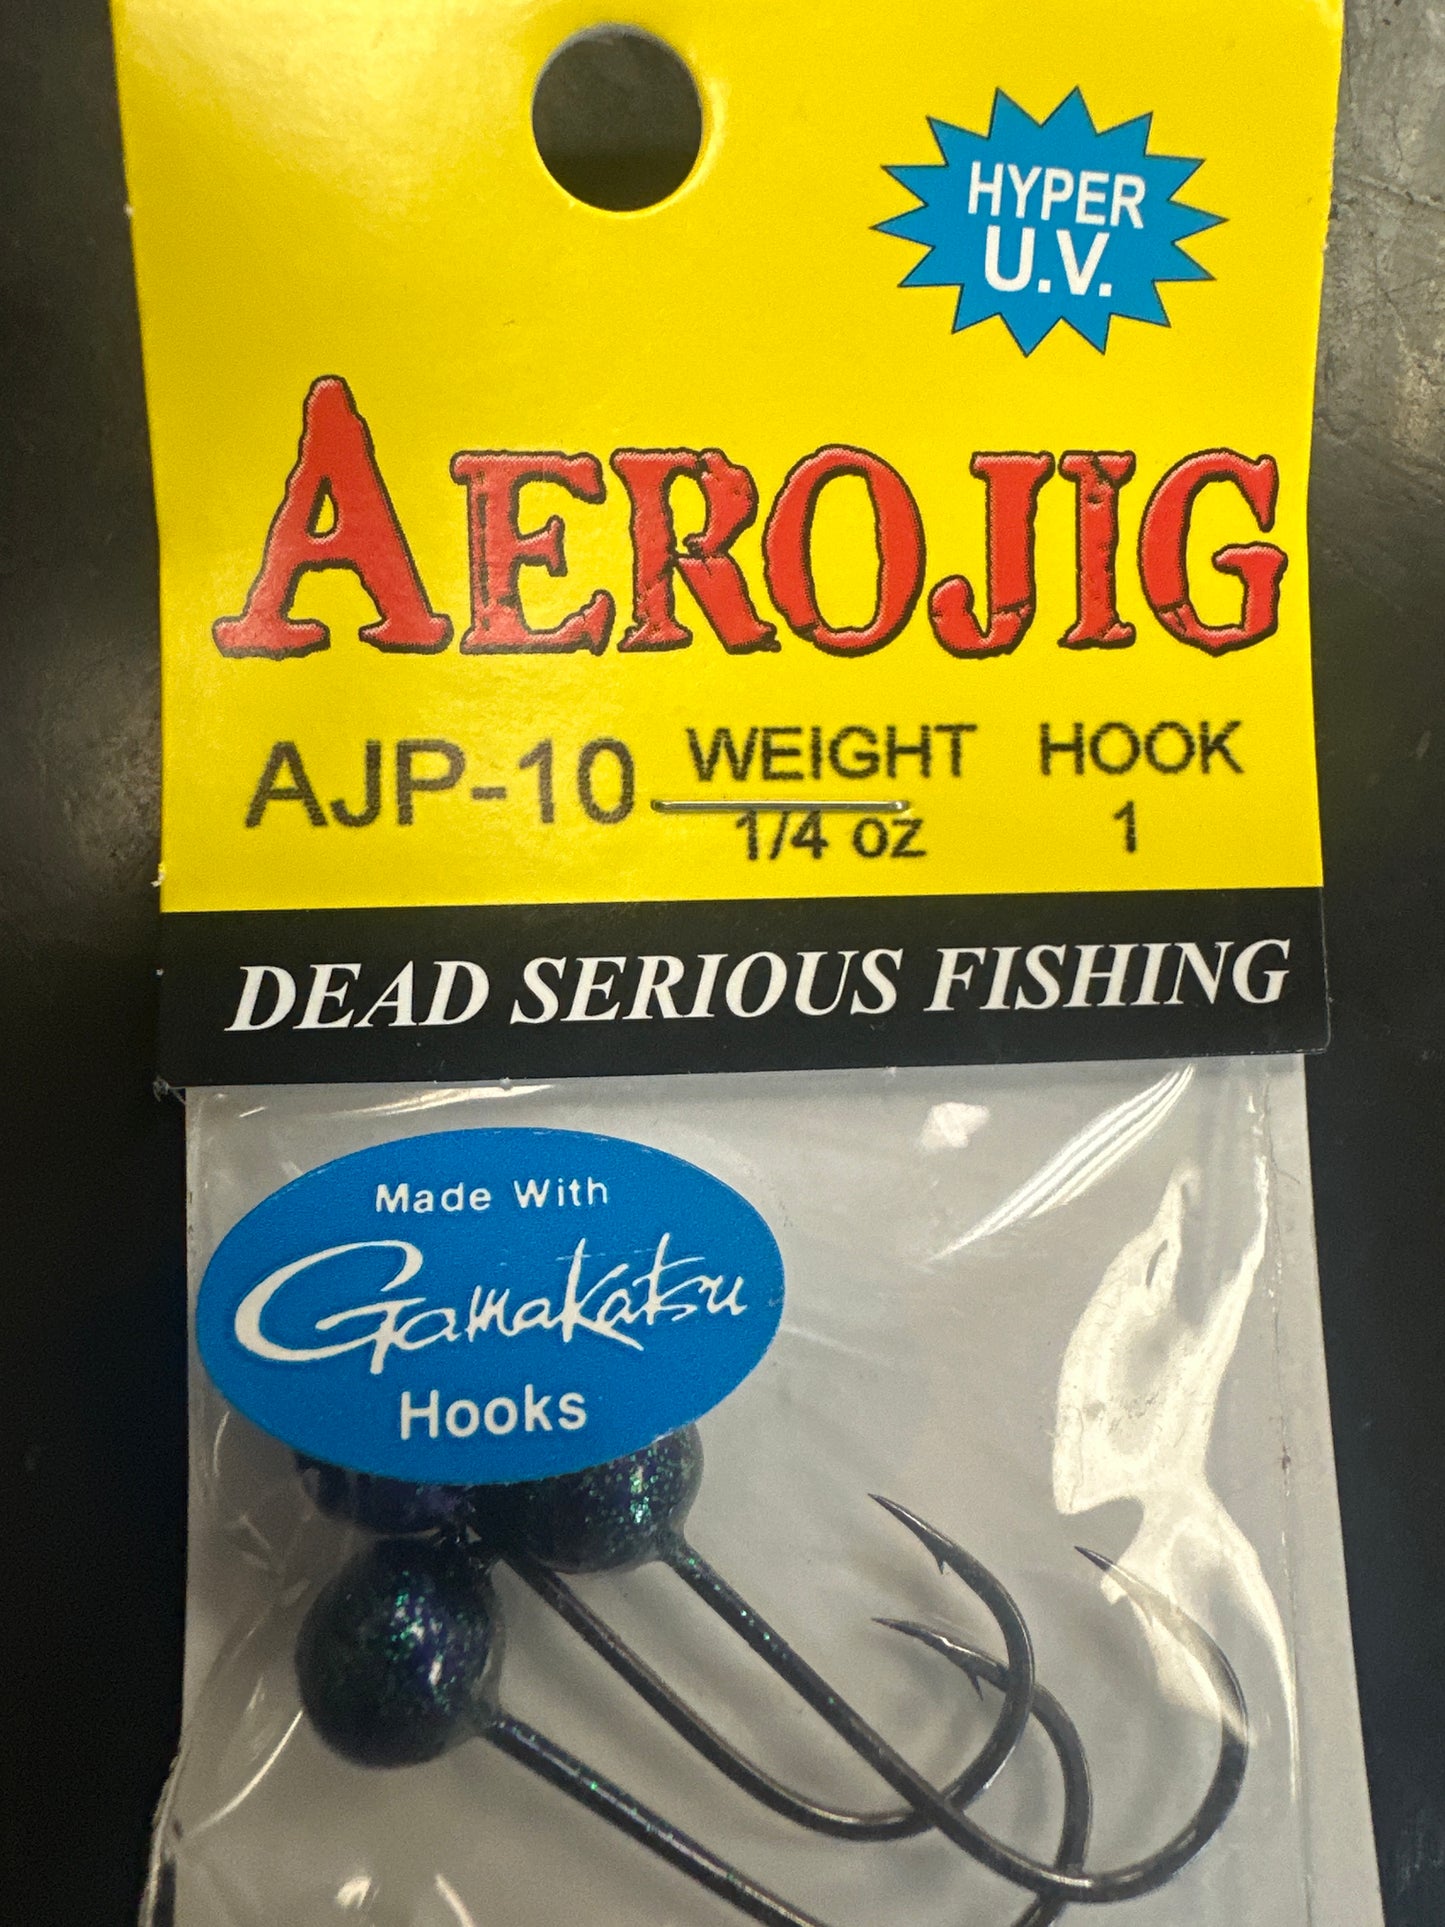 HYPER
U.V.
AEROJIG
AJP-10 WEIGHT HOOK
1/4 oz 1
DEAD SERIOUS FISHING
Made With
Gamakatsu
Hooks